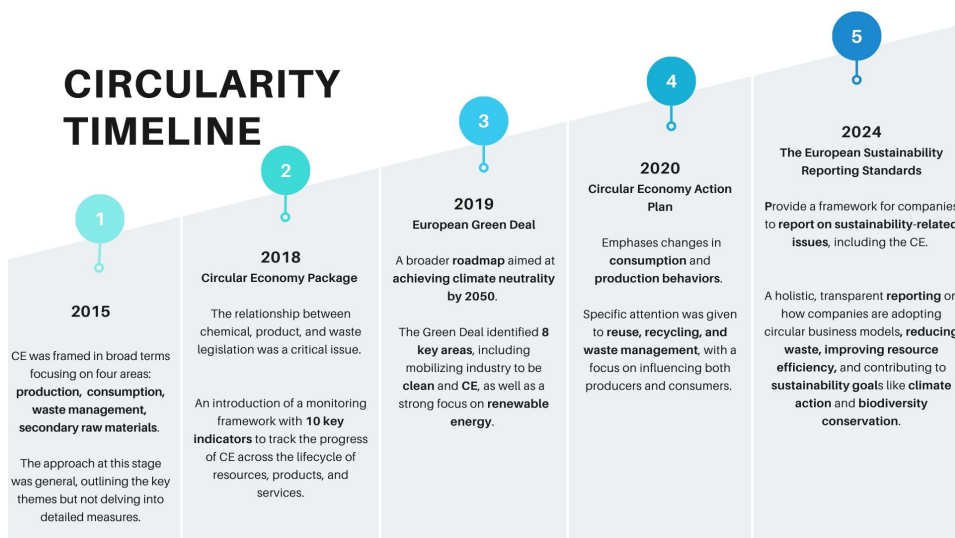 CIRCULARITY
TIMELINE
1
2015
CE was framed in broad terms
focusing on four areas:
production, consumption,
waste management,
secondary raw materials.
The approach at this stage
was general, outlining the key
themes but not delving into
detailed measures.
2
2018
Circular Economy Package
The relationship between
chemical, product, and waste
legislation was a critical issue.
An introduction of a monitoring
framework with 10 key
indicators to track the progress
of CE across the lifecycle of
resources, products, and
services.
3
2019
European Green Deal
A broader roadmap aimed at
achieving climate neutrality
by 2050.
The Green Deal identified 8
key areas, including
mobilizing industry to be
clean and CE, as well as a
strong focus on renewable
energy.
4
2020
Circular Economy Action
Plan
Emphases changes in
consumption and
production behaviors.
Specific attention was given
to reuse, recycling, and
waste management, with a
focus on influencing both
producers and consumers.
5
2024
The European Sustainability
Reporting Standards
Provide a framework for companies
to report on sustainability-related
issues, including the CE.
A holistic, transparent reporting on
how companies are adopting
circular business models, reducing
waste, improving resource
efficiency, and contributing to
sustainability goals like climate
action and biodiversity
conservation.